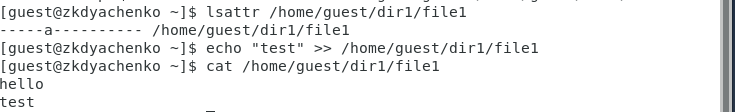 [guest@zkdyachenko ~]$ lsattr /home/guest/dir1/file1
-----a---------- /home/guest/dir1/file1
[guest@zkdyachenko ~]$ echo "test" >> /home/guest/dir1/file1
[guest@zkdyachenko ~]$ cat /home/guest/dir1/file1
hello
test